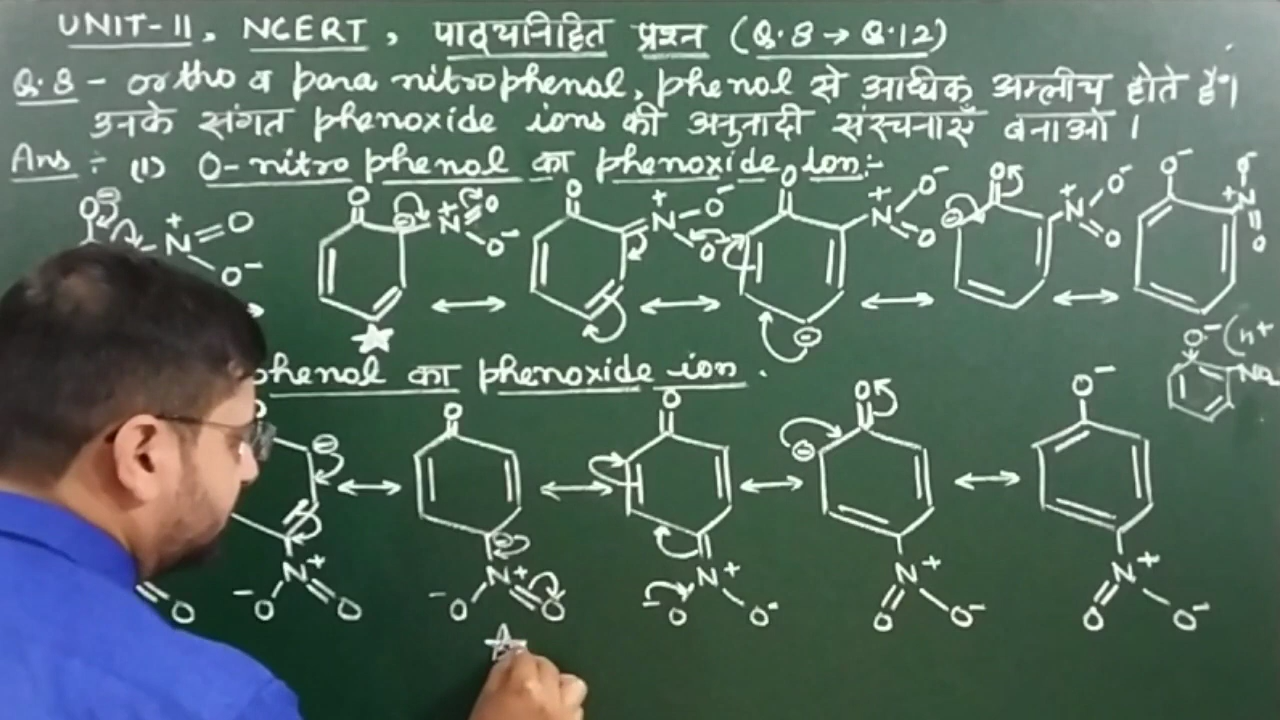 UNIT-II, NCERT, पाठ्यनिहित प्रश्न (Q.8 → Q.12)
Q.8 - ortho व para nitrophenol, phenol से अधिक अम्लीय होते हैं।
उनके संगत phenoxide ions की अनुनादी संरचनाएँ बनाओ ।
Ans :- (1) O-nitro phenol का phenoxide ion:-
phenol का phenoxide ion.